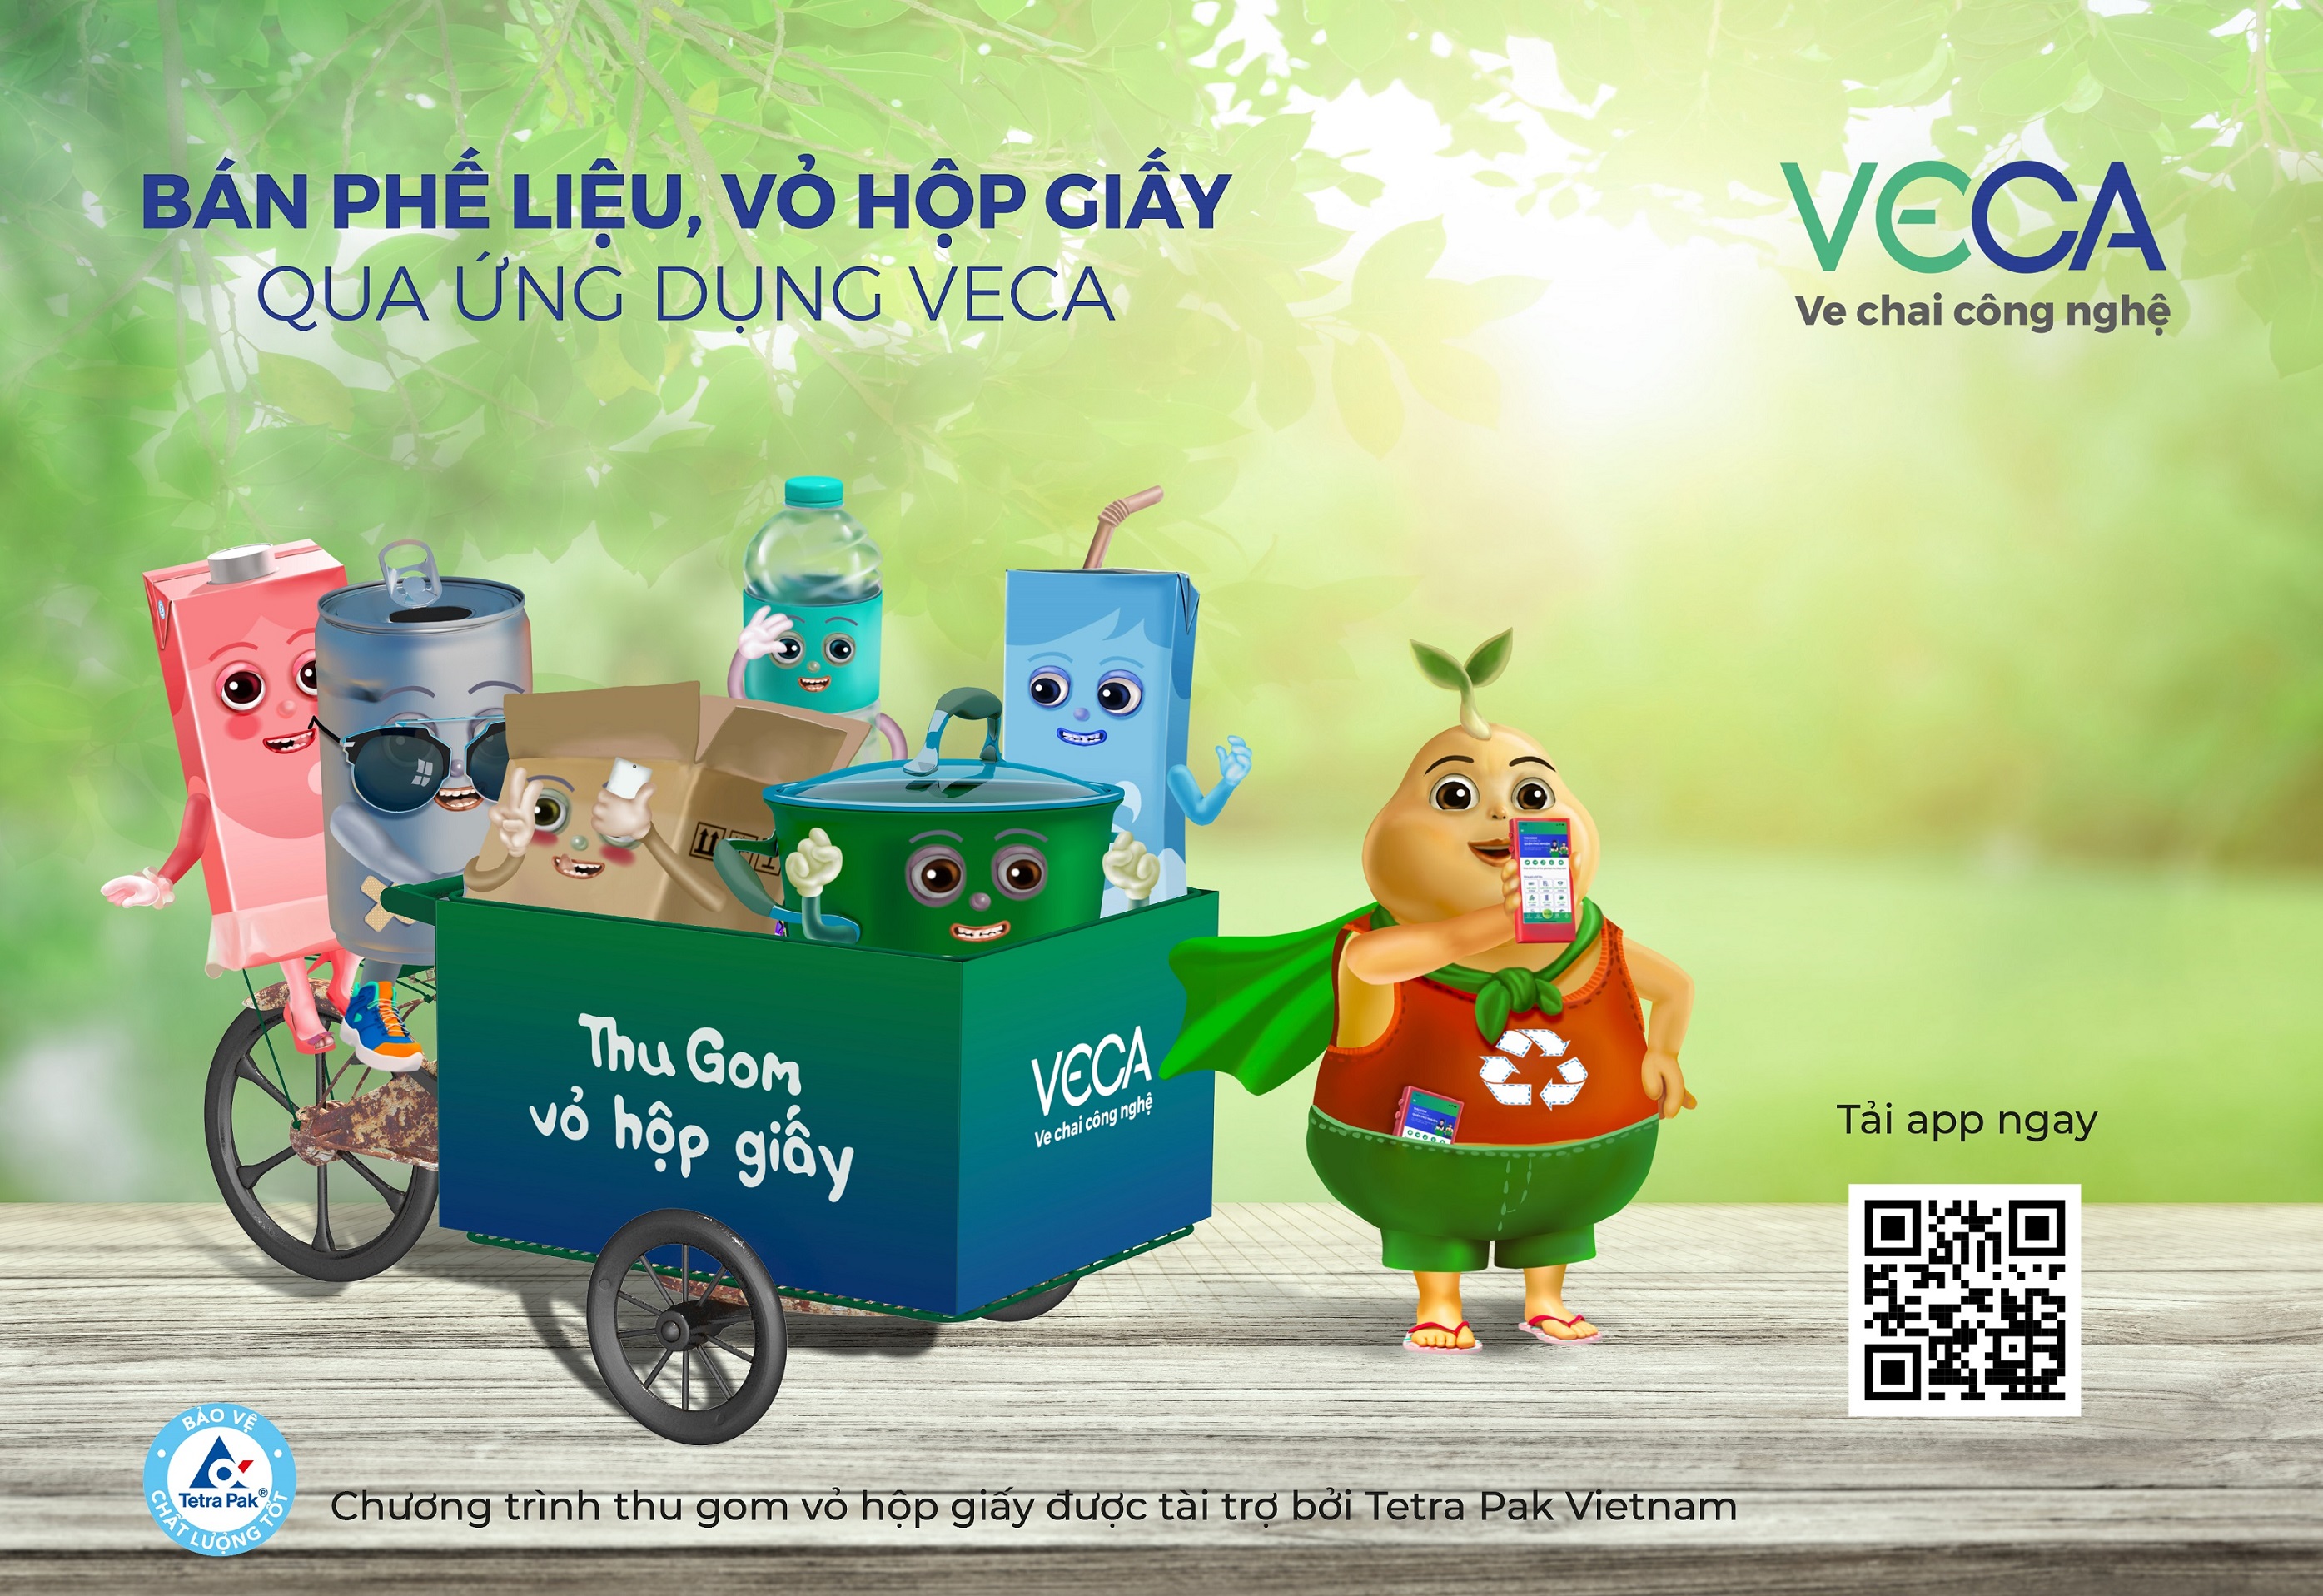 BÁN PHẾ LIỆU, VỎ HỘP GIẤY
QUA ỨNG DỤNG VECA
VECA
Ve chai công nghệ
Thu Gom
vỏ hộp giấy
VECA
Ve chai công nghệ
Tải app ngay
BẢO VỆ
Tetra Pak®
CHẤT LƯỢNG TỐT
Chương trình thu gom vỏ hộp giấy được tài trợ bởi Tetra Pak Vietnam